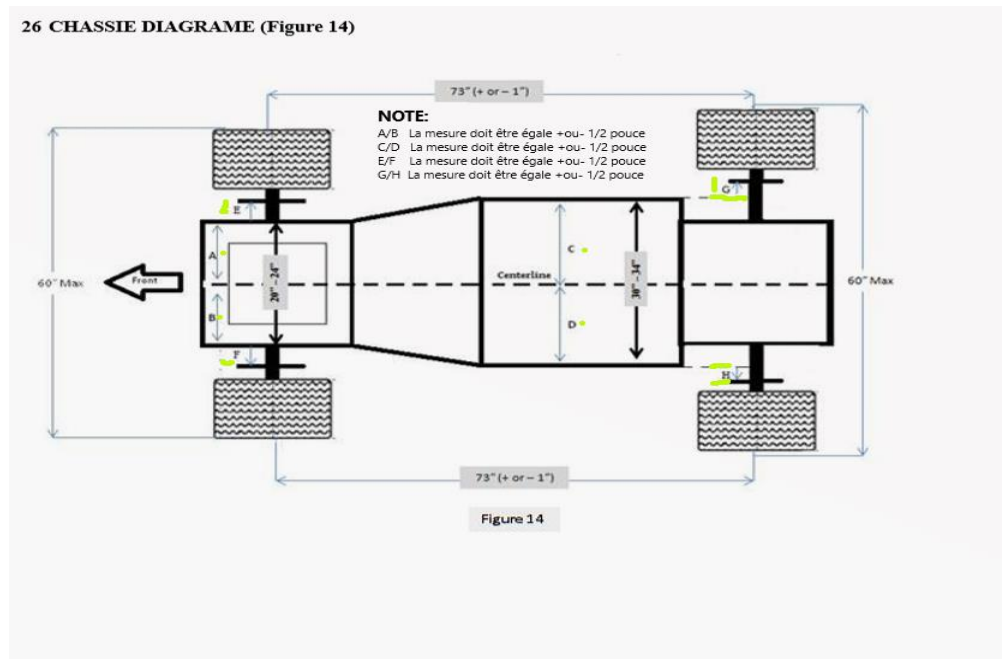 26 CHASSIE DIAGRAME (Figure 14)
73" (+ or – 1")
NOTE:
A/B La mesure doit être égale +ou- 1/2 pouce
C/D La mesure doit être égale +ou- 1/2 pouce
E/F La mesure doit être égale +ou- 1/2 pouce
G/H La mesure doit être égale +ou- 1/2 pouce
G
E
A
C
60" Max
Front
20" – 24"
Centerline
30" – 34"
60" Max
B
D
F
H
73" (+ or – 1")
Figure 14